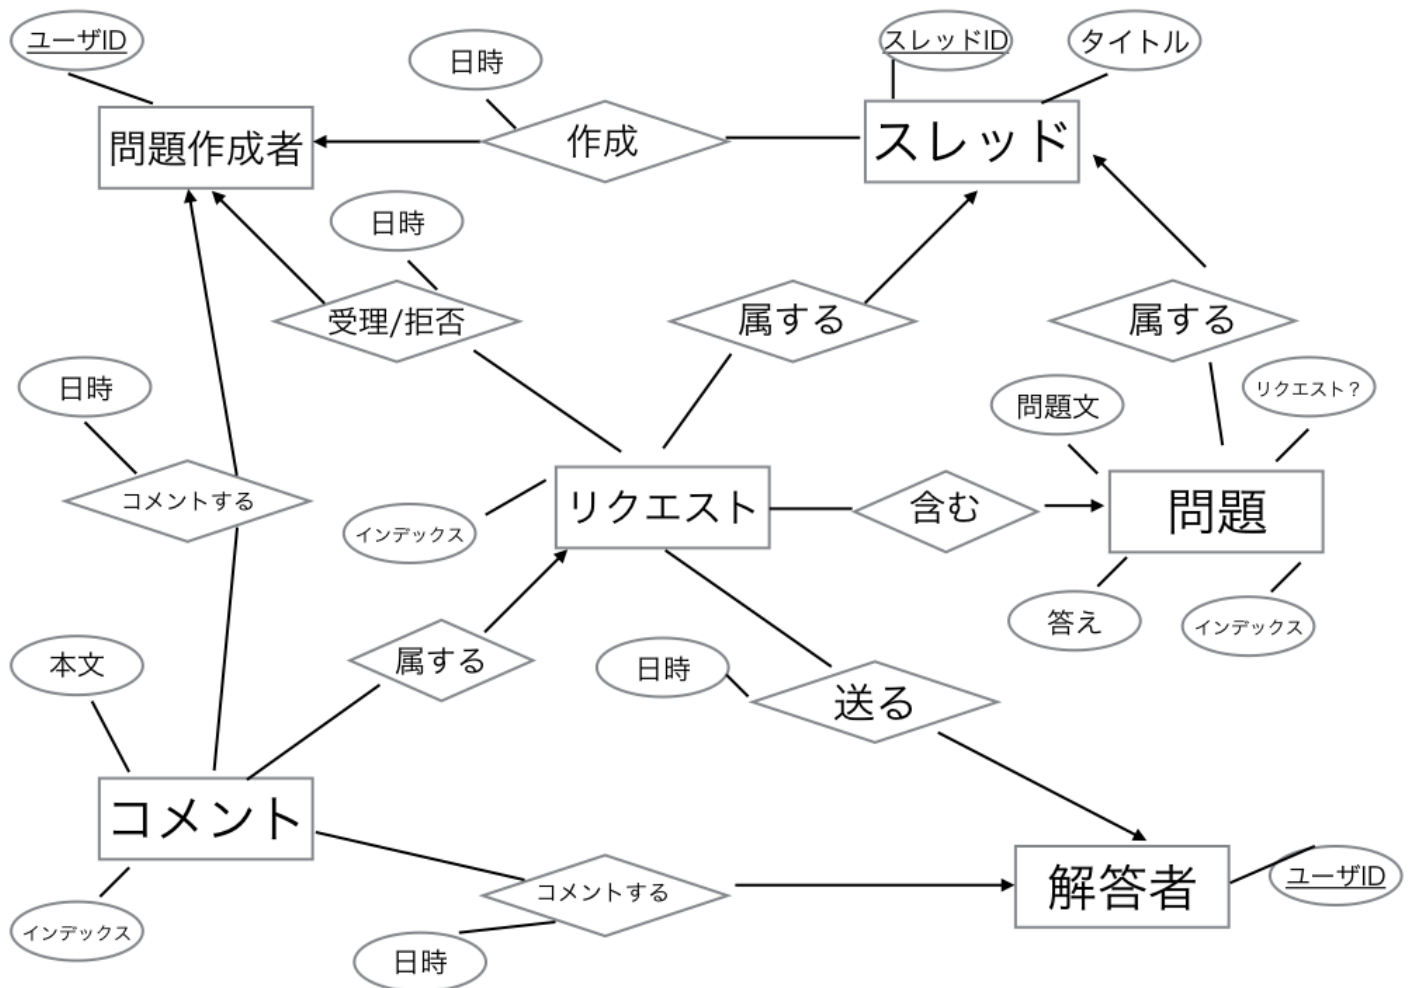 ユーザID
スレッドID
タイトル
日時
問題作成者
作成
スレッド
日時
受理/拒否
属する
属する
日時
問題文
リクエスト？
コメントする
インデックス
リクエスト
含む
問題
答え
インデックス
本文
属する
日時
送る
コメント
コメントする
解答者
ユーザID
インデックス
日時